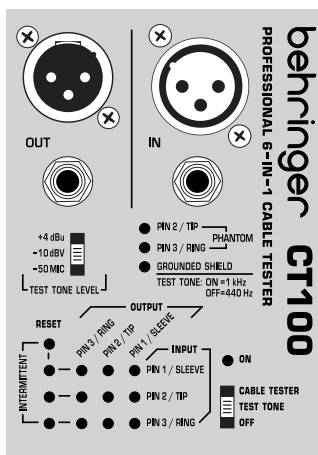 behringer CT100
PROFESSIONAL 6-IN-1 CABLE TESTER
OUT
IN
+4 dBu
-10 dBV
-50 MIC
TEST TONE LEVEL
PIN 2 / TIP
PIN 3 / RING
PHANTOM
GROUNDED SHIELD
TEST TONE: ON =1 kHz
OFF=440 Hz
OUTPUT
RESET
PIN 3 / RING
PIN 2 / TIP
PIN 1 / SLEEVE
INPUT
INTERMITTENT
PIN 1 / SLEEVE
PIN 2 / TIP
PIN 3 / RING
ON
CABLE TESTER
TEST TONE
OFF